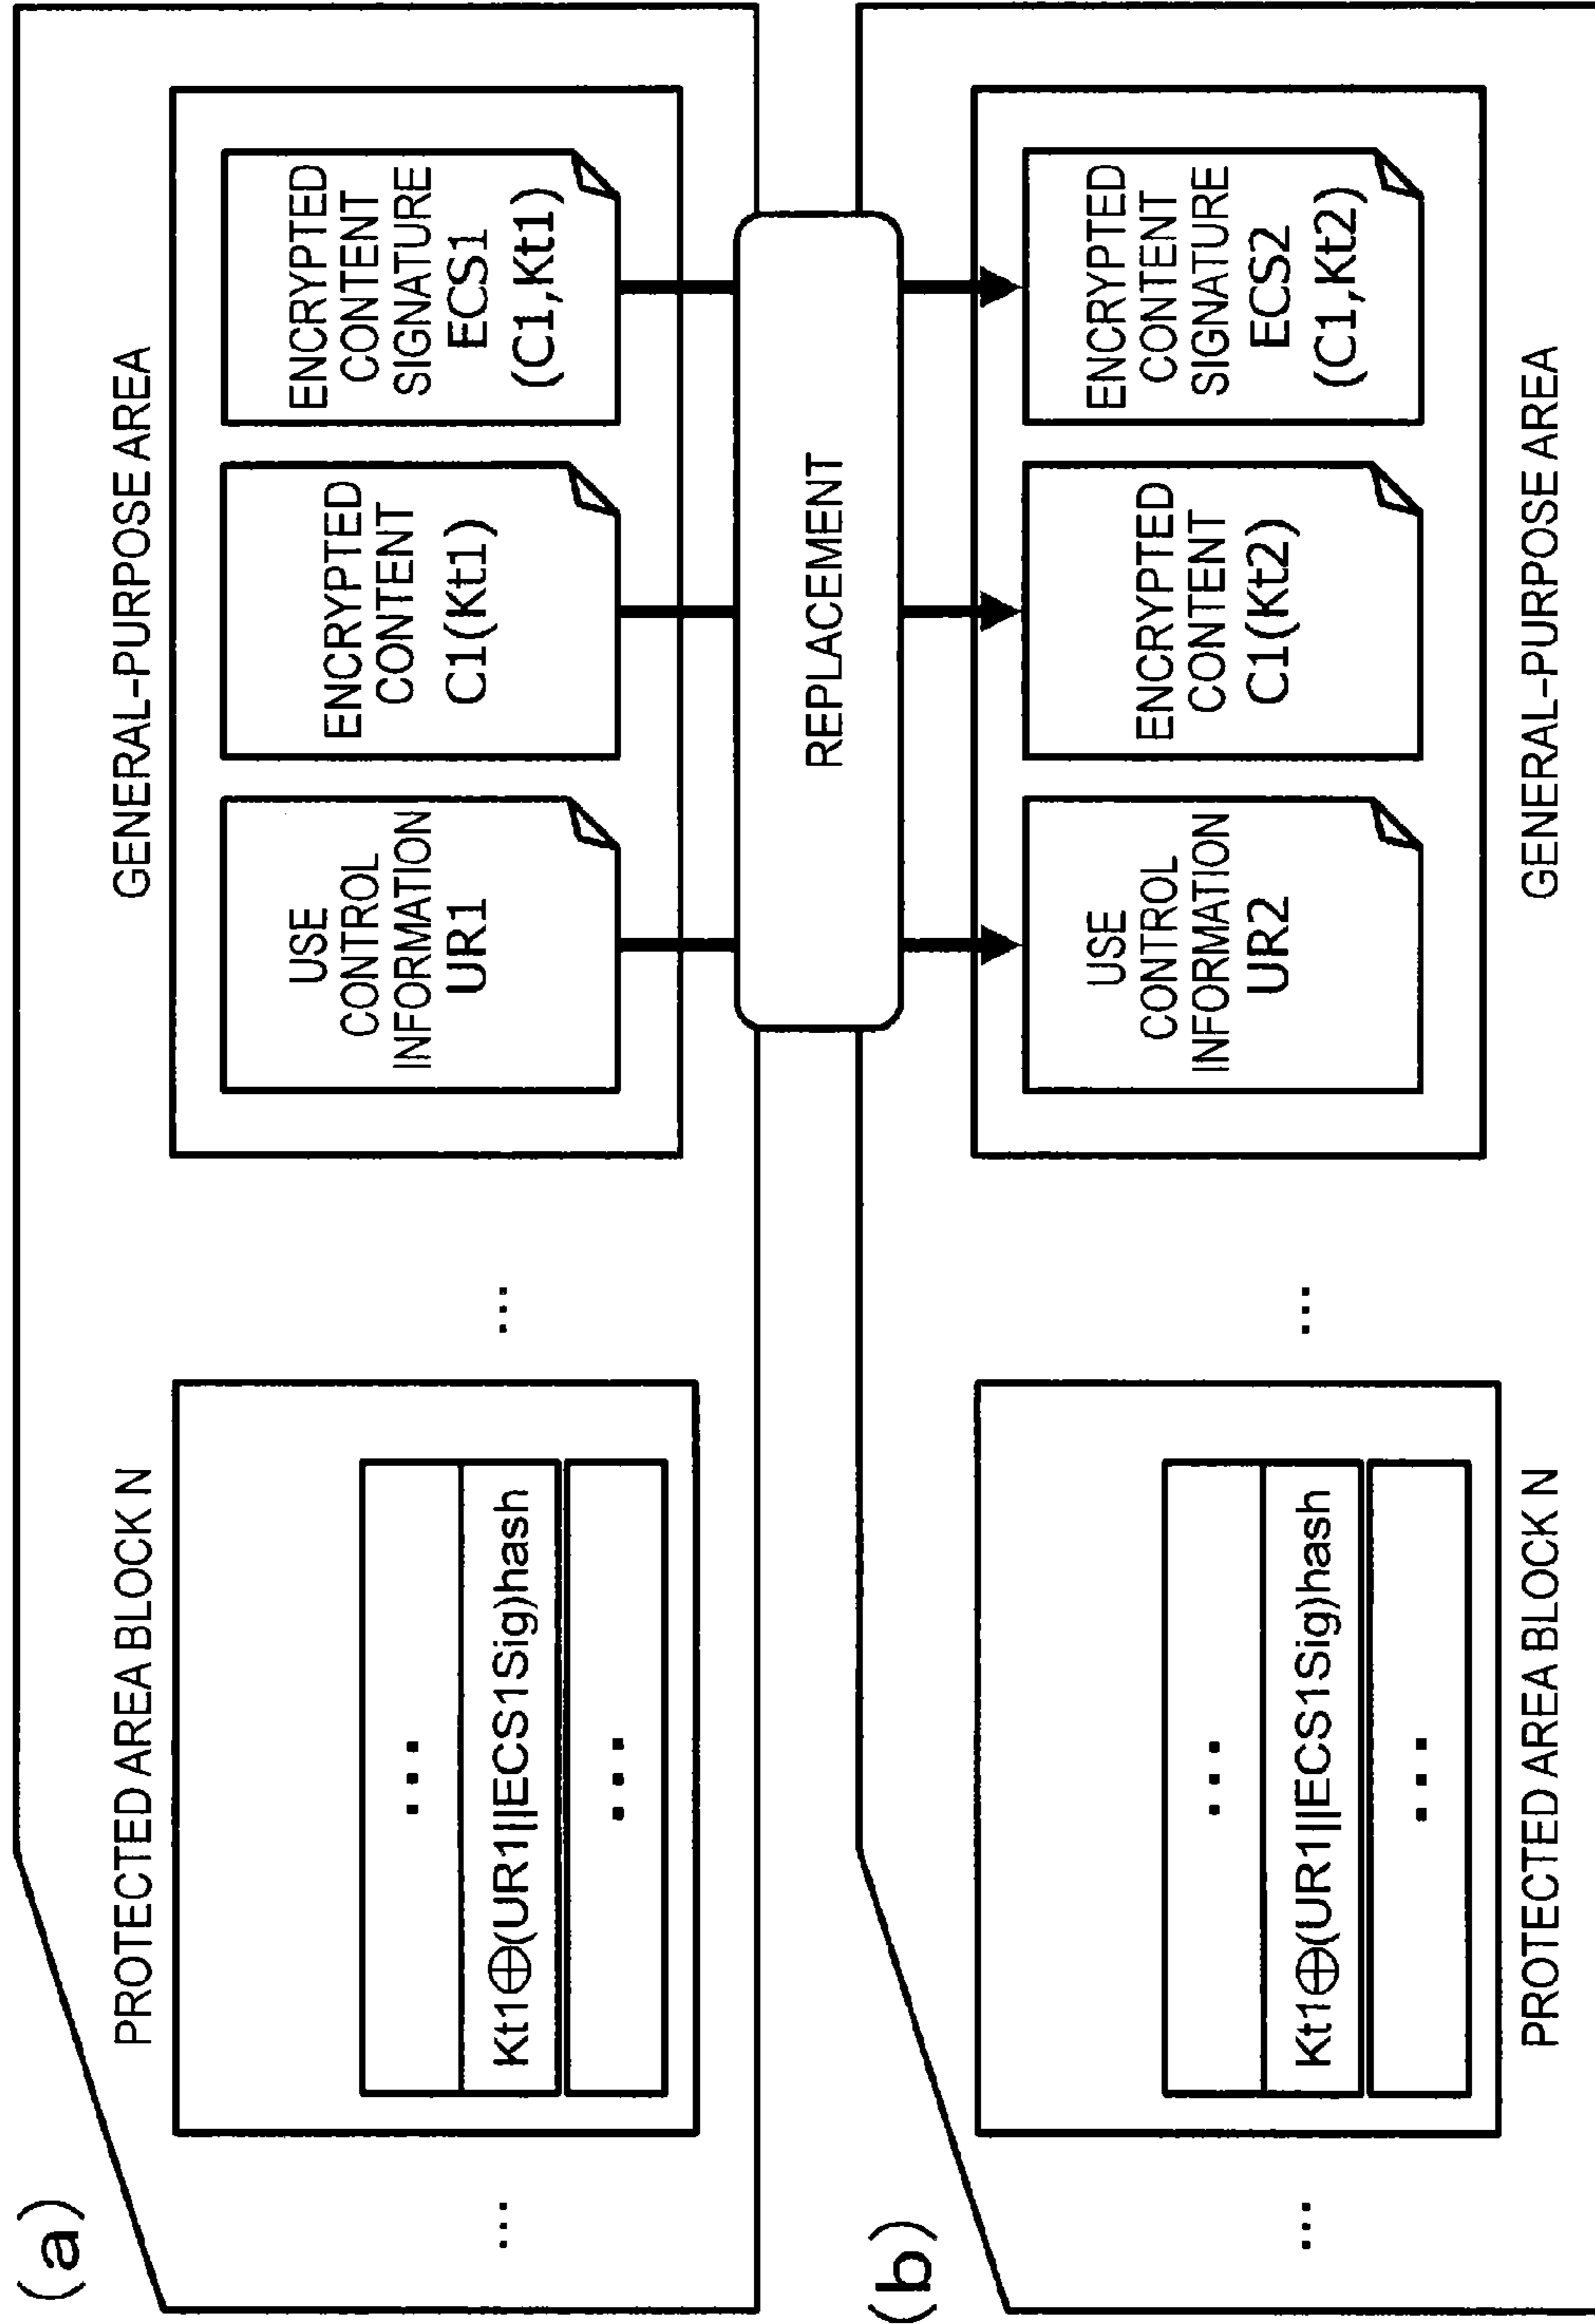 (a)
PROTECTED AREA BLOCK N
GENERAL-PURPOSE AREA
...
...
Kt1⊕(UR1||ECS1Sig)hash
...
...
USE
CONTROL
INFORMATION
UR1
ENCRYPTED
CONTENT
C1(Kt1)
ENCRYPTED
CONTENT
SIGNATURE
ECS1
(C1,Kt1)
REPLACEMENT
(b)
...
...
Kt1⊕(UR1||ECS1Sig)hash
...
...
USE
CONTROL
INFORMATION
UR2
ENCRYPTED
CONTENT
C1(Kt2)
ENCRYPTED
CONTENT
SIGNATURE
ECS2
(C1,Kt2)
PROTECTED AREA BLOCK N
GENERAL-PURPOSE AREA